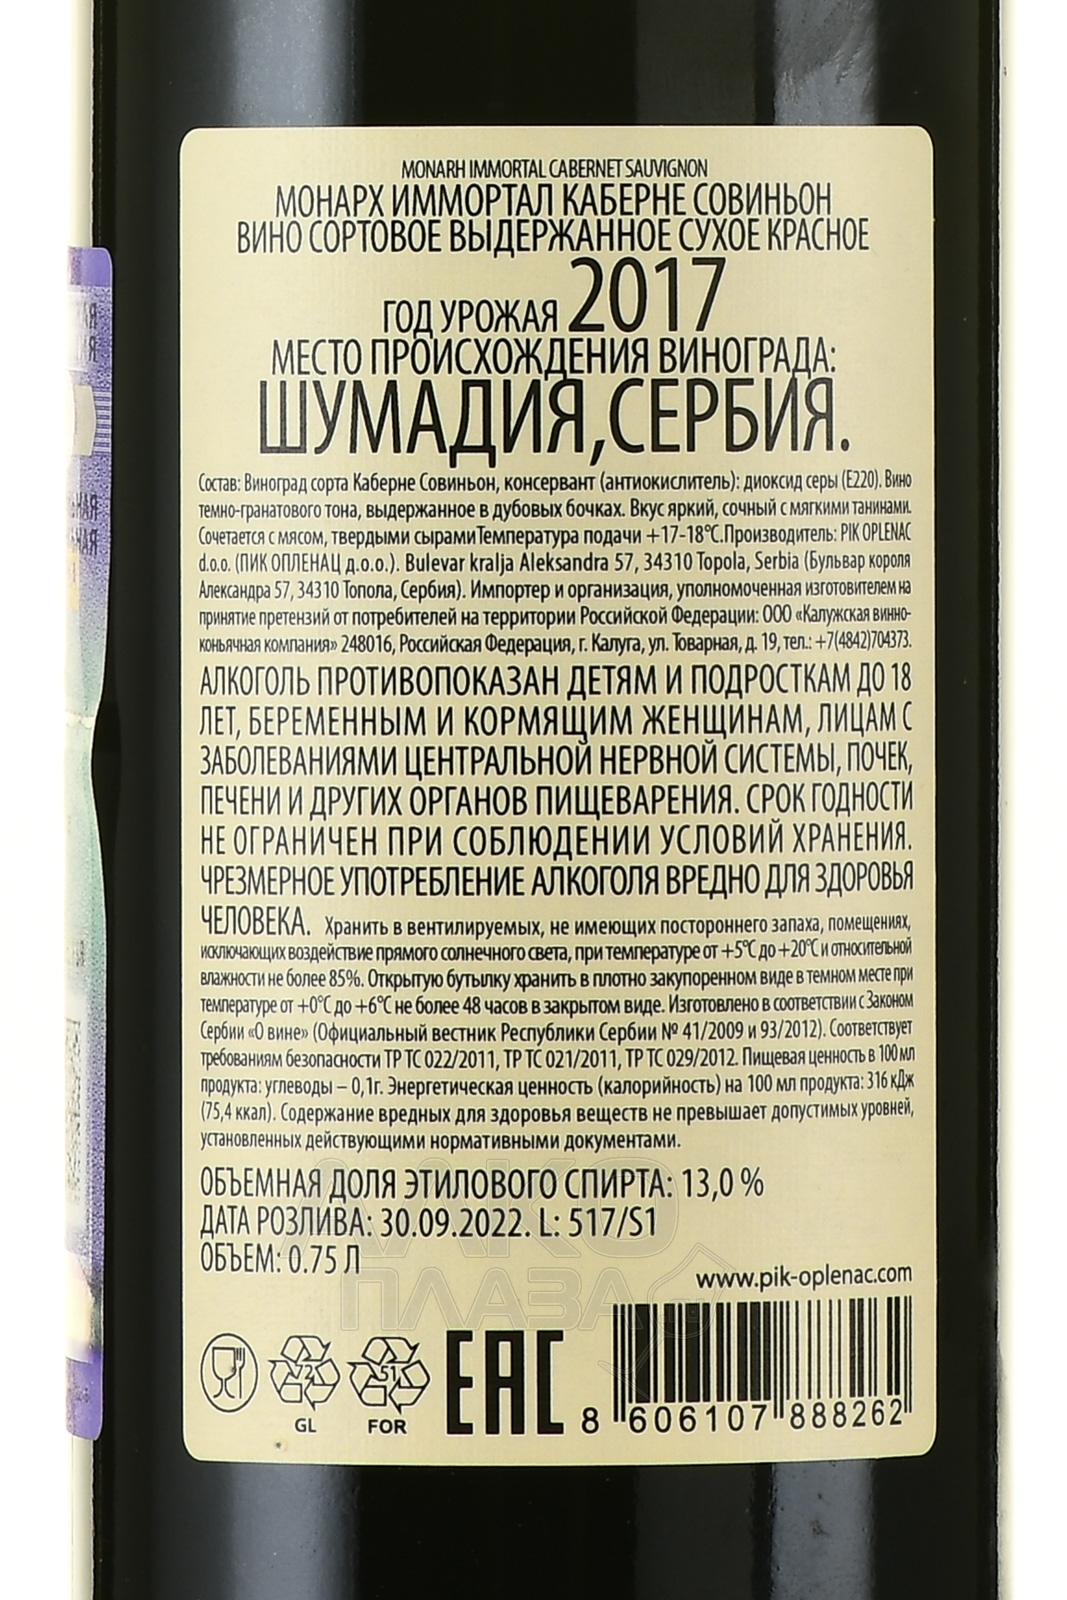 MONARH IMMORTAL CABERNET SAUVIGNON
МОНАРХ ИММОРТАЛ КАБЕРНЕ СОВИНЬОН
ВИНО СОРТОВОЕ ВЫДЕРЖАННОЕ СУХОЕ КРАСНОЕ
ГОД УРОЖАЯ 2017
МЕСТО ПРОИСХОЖДЕНИЯ ВИНОГРАДА:
ШУМАДИЯ,СЕРБИЯ.
Состав: Виноград сорта Каберне Совиньон, консервант (антиокислитель): диоксид серы (Е220). Вино
темно-гранатового тона, выдержанное в дубовых бочках. Вкус яркий, сочный с мягкими танинами.
Сочетается с мясом, твердыми сырами Температура подачи +17-18°С.Производитель: PIK OPLENAC
d.o.o. (ПИК ОПЛЕНАЦ д.о.о.). Bulevar kralja Aleksandra 57, 34310 Topola, Serbia (Бульвар короля
Александра 57, 34310 Топола, Сербия). Импортер и организация, уполномоченная изготовителем на
принятие претензий от потребителей на территории Российской Федерации: ООО «Калужская винно-
коньячная компания» 248016, Российская Федерация, г. Калуга, ул. Товарная, д. 19, тел.: +7(4842)704373.
АЛКОГОЛЬ ПРОТИВОПОКАЗАН ДЕТЯМ И ПОДРОСТКАМ ДО 18
ЛЕТ, БЕРЕМЕННЫМ И КОРМЯЩИМ ЖЕНЩИНАМ, ЛИЦАМ С
ЗАБОЛЕВАНИЯМИ ЦЕНТРАЛЬНОЙ НЕРВНОЙ СИСТЕМЫ, ПОЧЕК,
ПЕЧЕНИ И ДРУГИХ ОРГАНОВ ПИЩЕВАРЕНИЯ. СРОК ГОДНОСТИ
НЕ ОГРАНИЧЕН ПРИ СОБЛЮДЕНИИ УСЛОВИЙ ХРАНЕНИЯ.
ЧРЕЗМЕРНОЕ УПОТРЕБЛЕНИЕ АЛКОГОЛЯ ВРЕДНО ДЛЯ ЗДОРОВЬЯ
ЧЕЛОВЕКА. Хранить в вентилируемых, не имеющих постороннего запаха, помещениях,
исключающих воздействие прямого солнечного света, при температуре от +5°С до +20°С и относительной
влажности не более 85%. Открытую бутылку хранить в плотно закупоренном виде в темном месте при
температуре от +0°С до +6°С не более 48 часов в закрытом виде. Изготовлено в соответствии с Законом
Сербии «О вине» (Официальный вестник Республики Сербии № 41/2009 и 93/2012). Соответствует
требованиям безопасности ТР ТС 022/2011, ТР ТС 021/2011, ТР ТС 029/2012. Пищевая ценность в 100 мл
продукта: углеводы – 0,1г. Энергетическая ценность (калорийность) на 100 мл продукта: 316 кДж
(75,4 ккал). Содержание вредных для здоровья веществ не превышает допустимых уровней,
установленных действующими нормативными документами.
ОБЪЕМНАЯ ДОЛЯ ЭТИЛОВОГО СПИРТА: 13,0 %
ДАТА РОЗЛИВА: 30.09.2022. L: 517/S1
ОБЪЕМ: 0.75 Л
www.pik-oplenac.com
АЛКО
ПЛАЗА
72
GL
51
FOR
EAC
8 606107 888262